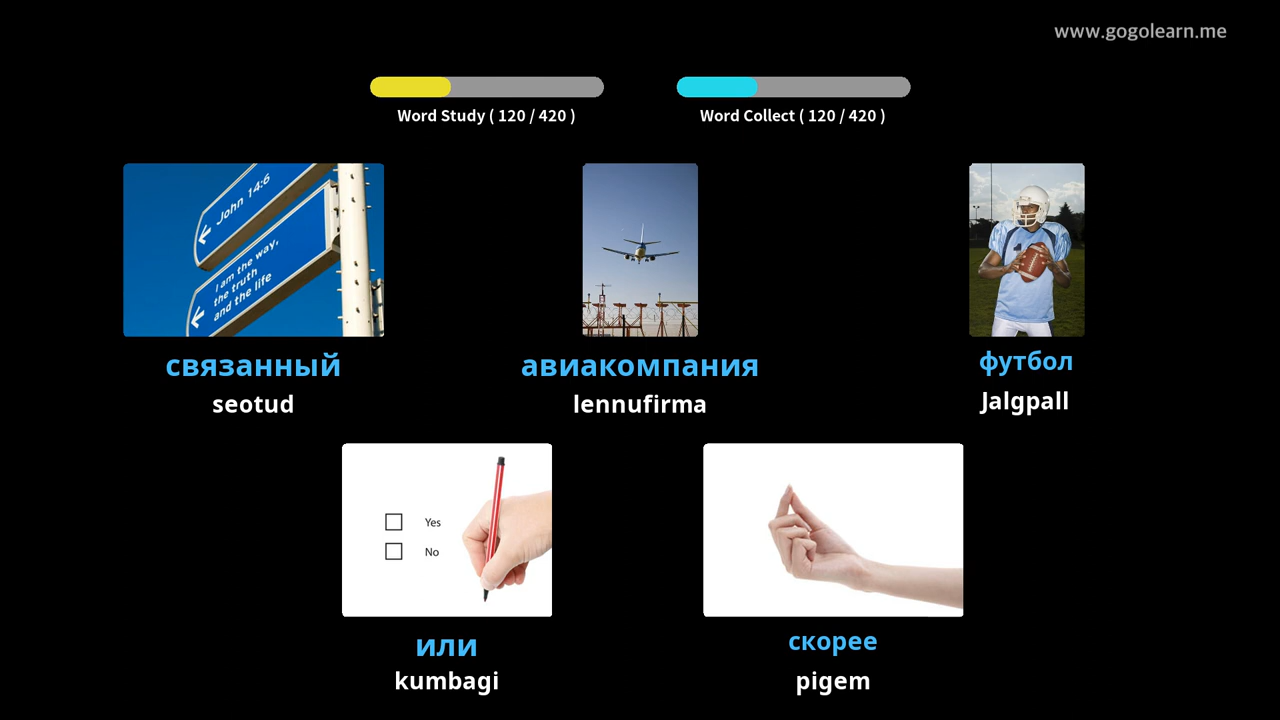 www.gogolearn.me
Word Study ( 120 / 420 )
Word Collect ( 120 / 420 )
John 14:6
I am the way,
the truth
and the life
связанный
seotud
авиакомпания
lennufirma
футбол
Jalgpall
Yes
No
или
kumbagi
скорее
pigem